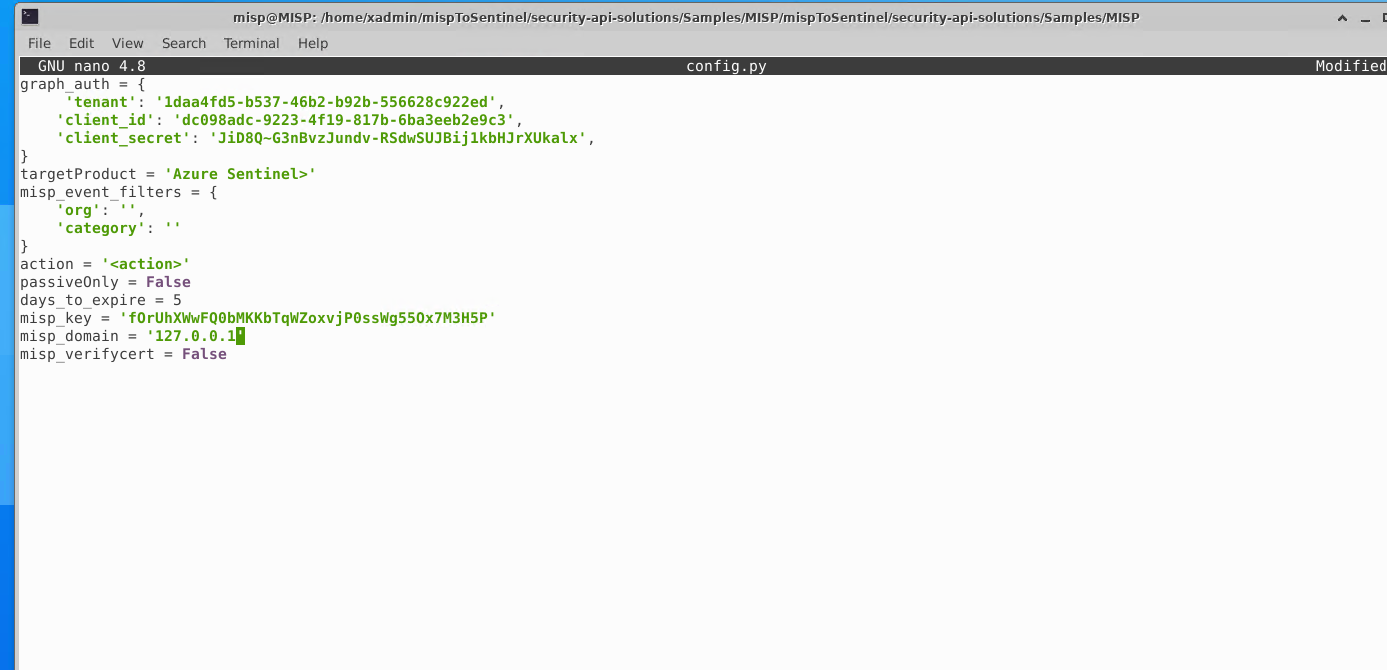 misp@MISP: /home/xadmin/mispToSentinel/security-api-solutions/Samples/MISP/mispToSentinel/security-api-solutions/Samples/MISP
File Edit View Search Terminal Help
GNU nano 4.8 config.py Modified
graph_auth = {
'tenant': '1daa4fd5-b537-46b2-b92b-556628c922ed',
'client_id': 'dc098adc-9223-4f19-817b-6ba3eeb2e9c3',
'client_secret': 'JiD8Q~G3nBvzJundv-RSdwSUJBij1kbHJrXUkalx',
}
targetProduct = 'Azure Sentinel>'
misp_event_filters = {
'org': '',
'category': ''
}
action = '<action>'
passiveOnly = False
days_to_expire = 5
misp_key = 'fOrUhXWwFQ0bMKKbTqWZoxvjP0ssWg55Ox7M3H5P'
misp_domain = '127.0.0.1'
misp_verifycert = False